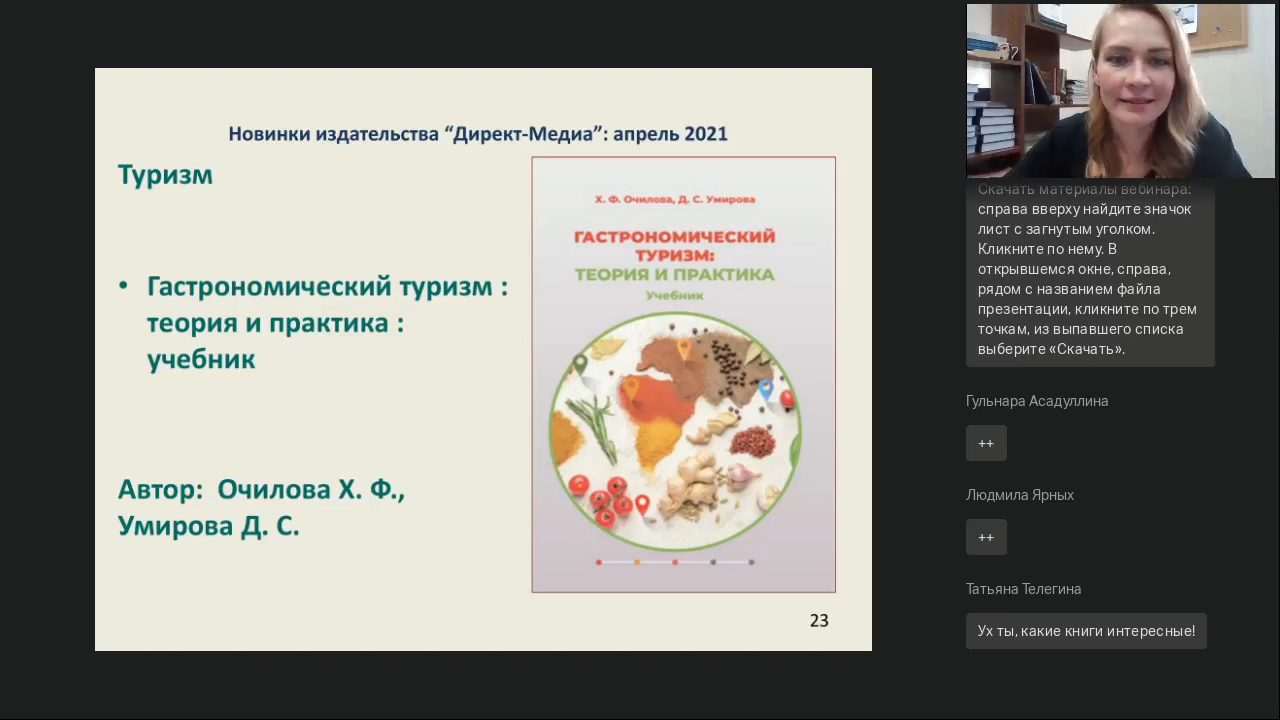 Новинки издательства “Директ-Медиа”: апрель 2021
Туризм
• Гастрономический туризм :
теория и практика :
учебник
Автор: Очилова Х. Ф.,
Умирова Д. С.
Х. Ф. Очилова, Д. С. Умирова
ГАСТРОНОМИЧЕСКИЙ
ТУРИЗМ:
ТЕОРИЯ И ПРАКТИКА
Учебник
23
Скачать материалы вебинара:
справа вверху найдите значок
лист с загнутым уголком.
Кликните по нему. В
открывшемся окне, справа,
рядом с названием файла
презентации, кликните по трем
точкам, из выпавшего списка
выберите «Скачать».
Гульнара Асадуллина
++
Людмила Ярных
++
Татьяна Телегина
Ух ты, какие книги интересные!